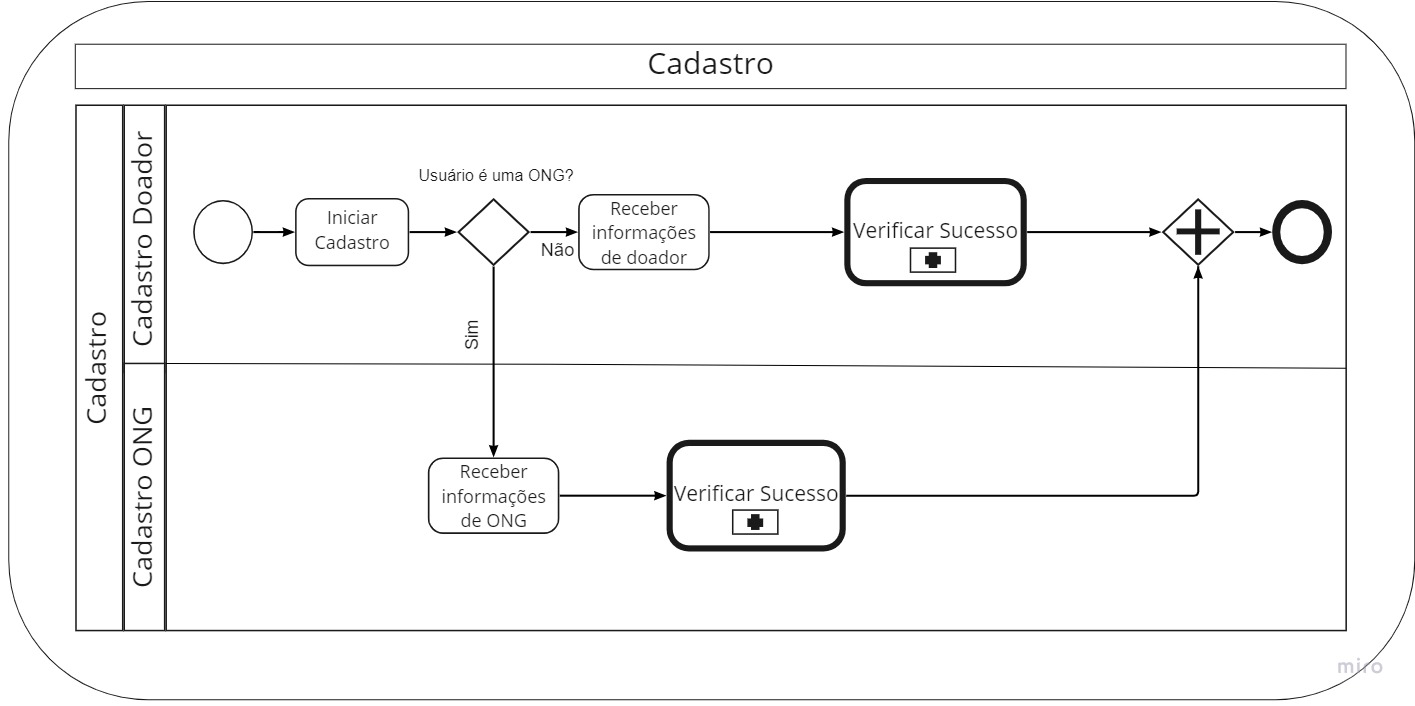 Cadastro
Cadastro
Cadastro Doador
Usuário é uma ONG?
Iniciar
Cadastro
Não
Receber
informações
de doador
Verificar Sucesso
Sim
Cadastro ONG
Receber
informações
de ONG
Verificar Sucesso
miro